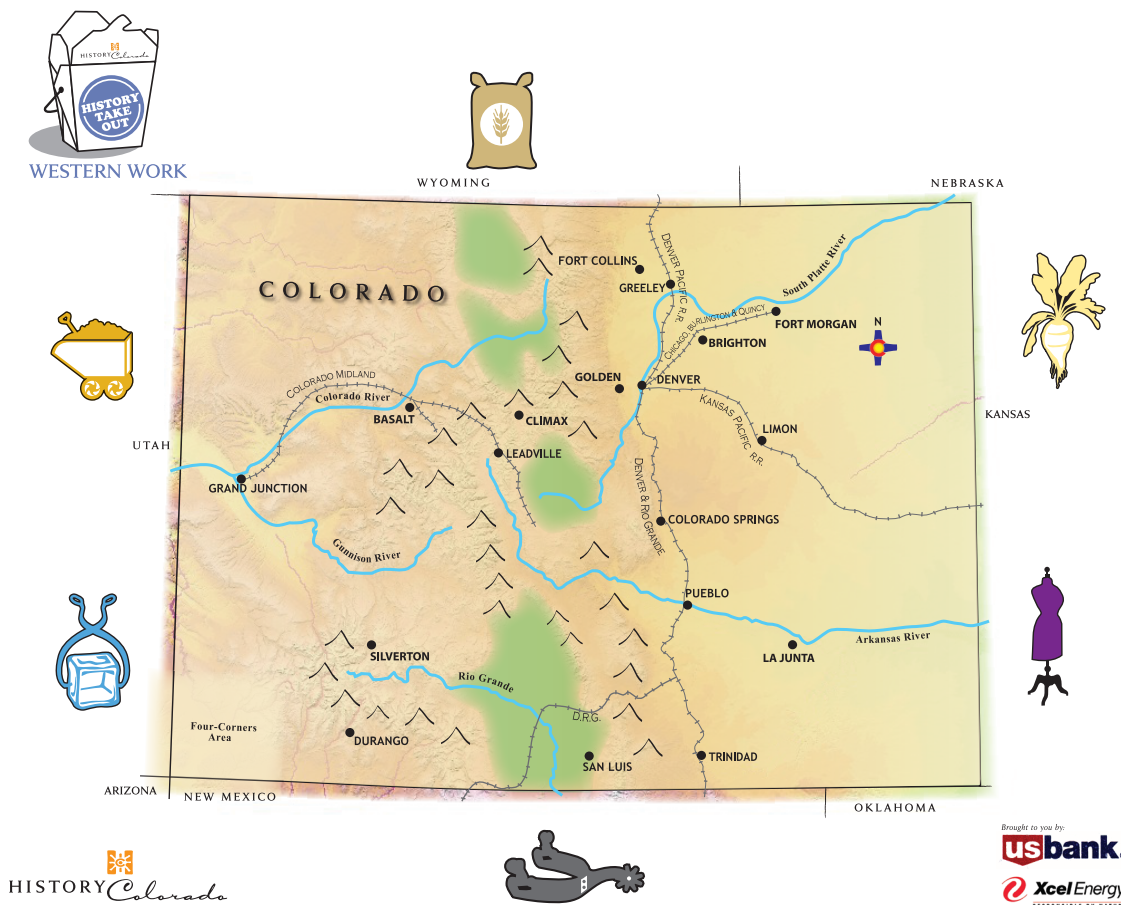 HISTORY Colorado
HISTORY
TAKE
OUT
WESTERN WORK
WYOMING
NEBRASKA
COLORADO
FORT COLLINS
GREELEY
DENVER PACIFIC R.R.
South Platte River
CHICAGO, BURLINGTON & QUINCY
FORT MORGAN
BRIGHTON
N
GOLDEN
DENVER
COLORADO MIDLAND
Colorado River
BASALT
CLIMAX
KANSAS PACIFIC R.R.
LIMON
KANSAS
UTAH
LEADVILLE
GRAND JUNCTION
DENVER & RIO GRANDE
COLORADO SPRINGS
Gunnison River
PUEBLO
Arkansas River
LA JUNTA
SILVERTON
Rio Grande
D.R.G.
Four-Corners
Area
DURANGO
SAN LUIS
TRINIDAD
ARIZONA
NEW MEXICO
OKLAHOMA
Brought to you by:
usbank.
Xcel Energy
HISTORY Colorado